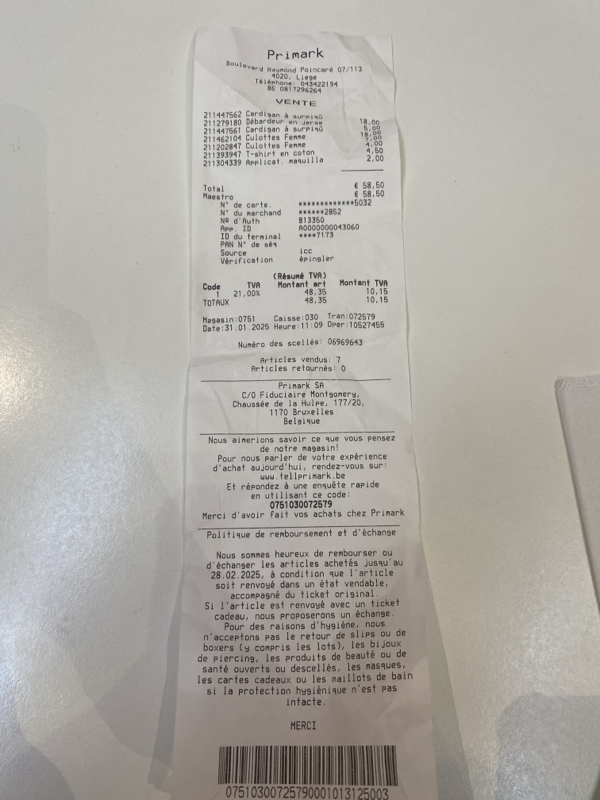 Primark
Boulevard Raymond Poincaré 07/113
4020, Liege
Téléphone: 043422194
BE 0817296264
VENTE
211447562 Cardigan à surpiqû 18,00
211279180 Débardeur en jerse 5,00
211447561 Cardigan à surpiqû 18,00
211462104 Culottes Femme 7,00
211202847 Culottes Femme 4,00
211393947 T-shirt en coton 4,50
211304339 Applicat. maquilla 2,00
Total € 58,50
Maestro € 58,50
N° de carte. *************5032
N° du marchand ******2852
Nº d'Auth 813350
App. ID A0000000043060
ID du terminal ****7173
PAN N° de séq
Source icc
Vérification épingler
(Résumé TVA)
Code TVA Montant art Montant TVA
1 21,00% 48,35 10,15
TOTAUX 48,35 10,15
Magasin:0751 Caisse:030 Tran:072579
Date:31.01.2025 Heure:11:09 Oper:10527455
Numéro des scellés: 06969643
Articles vendus: 7
Articles retournés: 0
Primark SA
C/O Fiduciaire Montgomery,
Chaussée de la Hulpe, 177/20,
1170 Bruxelles
Belgique
Nous aimerions savoir ce que vous pensez
de notre magasin!
Pour nous parler de votre expérience
d'achat aujourd'hui, rendez-vous sur:
www.tellprimark.be
Et répondez à une enquête rapide
en utilisant ce code:
0751030072579
Merci d'avoir fait vos achats chez Primark
Politique de remboursement et d'échange
Nous sommes heureux de rembourser ou
d'échanger les articles achetés jusqu'au
28.02.2025, à condition que l'article
soit renvoyé dans un état vendable,
accompagné du ticket original.
Si l'article est renvoyé avec un ticket
cadeau, nous proposerons un échange.
Pour des raisons d'hygiène, nous
n'acceptons pas le retour de slips ou de
boxers (y compris les lots), les bijoux
de piercing, les produits de beauté ou de
santé ouverts ou descellés, les masques,
les cartes cadeaux ou les maillots de bain
si la protection hygiénique n'est pas
intacte.
MERCI
07510300725790001013125003